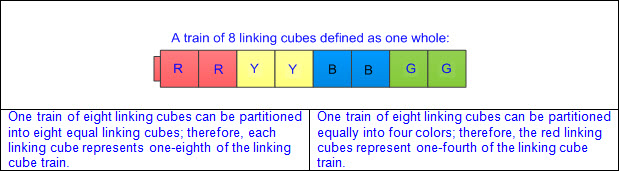 A train of 8 linking cubes defined as one whole:
R R Y Y B B G G
One train of eight linking cubes can be partitioned
into eight equal linking cubes; therefore, each
linking cube represents one-eighth of the linking
cube train.
One train of eight linking cubes can be partitioned
equally into four colors; therefore, the red linking
cubes represent one-fourth of the linking cube
train.